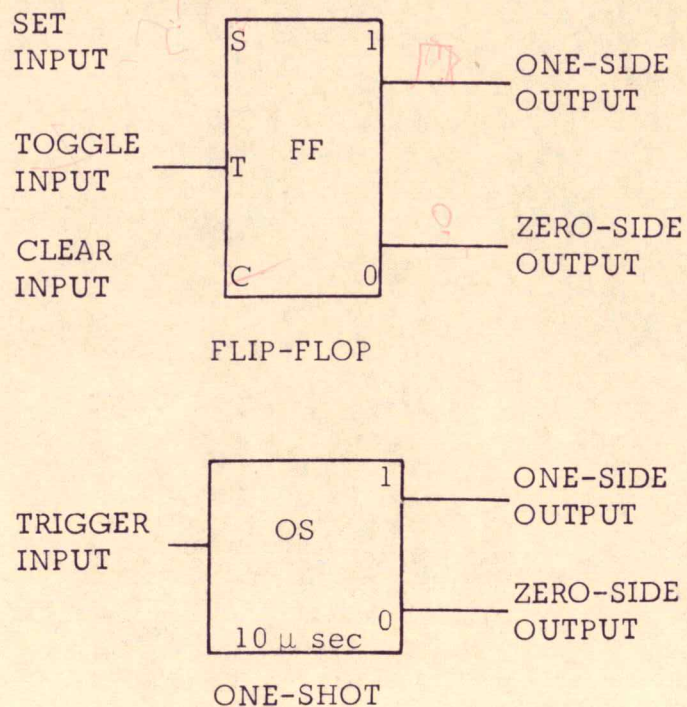 SET
INPUT
S
1
ONE-SIDE
OUTPUT
TOGGLE
INPUT
T
FF
CLEAR
INPUT
C
0
ZERO-SIDE
OUTPUT
FLIP-FLOP
TRIGGER
INPUT
OS
1
ONE-SIDE
OUTPUT
0
ZERO-SIDE
OUTPUT
10 μ sec
ONE-SHOT